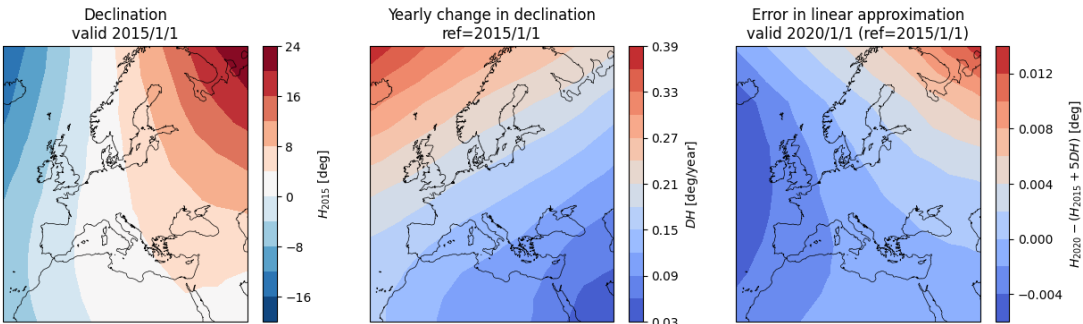 Declination
valid 2015/1/1
24
16
8
0
−8
−16
H2015 [deg]
Yearly change in declination
ref=2015/1/1
0.39
0.33
0.27
0.21
0.15
0.09
0.03
DH [deg/year]
Error in linear approximation
valid 2020/1/1 (ref=2015/1/1)
0.012
0.008
0.004
0.000
−0.004
H2020 − (H2015 + 5DH) [deg]